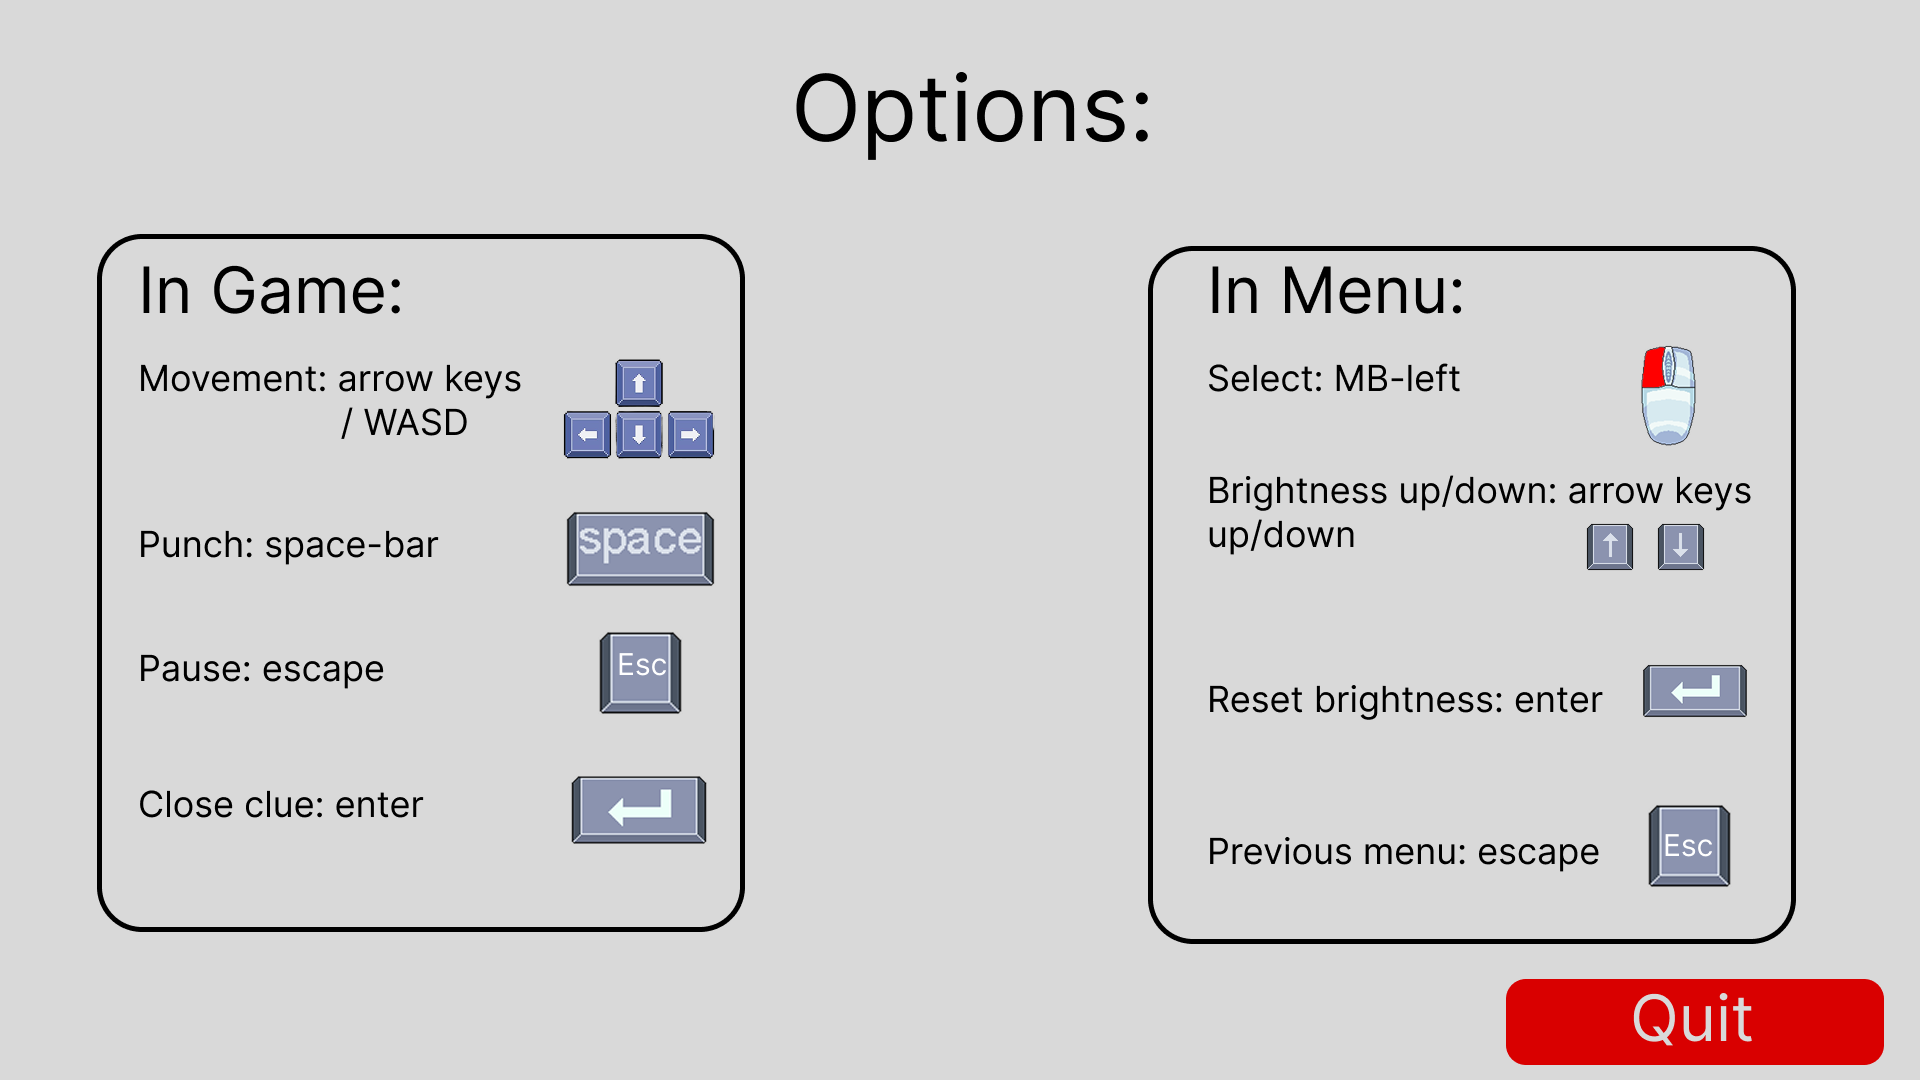 Options:
In Game:
Movement: arrow keys
/ WASD
Punch: space-bar
space
Pause: escape
Esc
Close clue: enter
In Menu:
Select: MB-left
Brightness up/down: arrow keys
up/down
Reset brightness: enter
Previous menu: escape
Esc
Quit